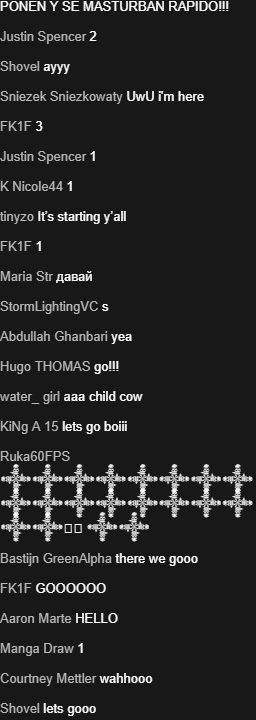 PONEN Y SE MASTURBAN RAPIDO!!!
Justin Spencer 2
Shovel ayyy
Sniezek Sniezkowaty UwU i'm here
FK1F 3
Justin Spencer 1
K Nicole44 1
tinyzo It's starting y'all
FK1F 1
Maria Str давай
StormLightingVC s
Abdullah Ghanbari yea
Hugo THOMAS go!!!
water_ girl aaa child cow
KiNg A 15 lets go boiii
Ruka60FPS
Bastijn GreenAlpha there we gooo
FK1F GOOOOOO
Aaron Marte HELLO
Manga Draw 1
Courtney Mettler wahhooo
Shovel lets gooo